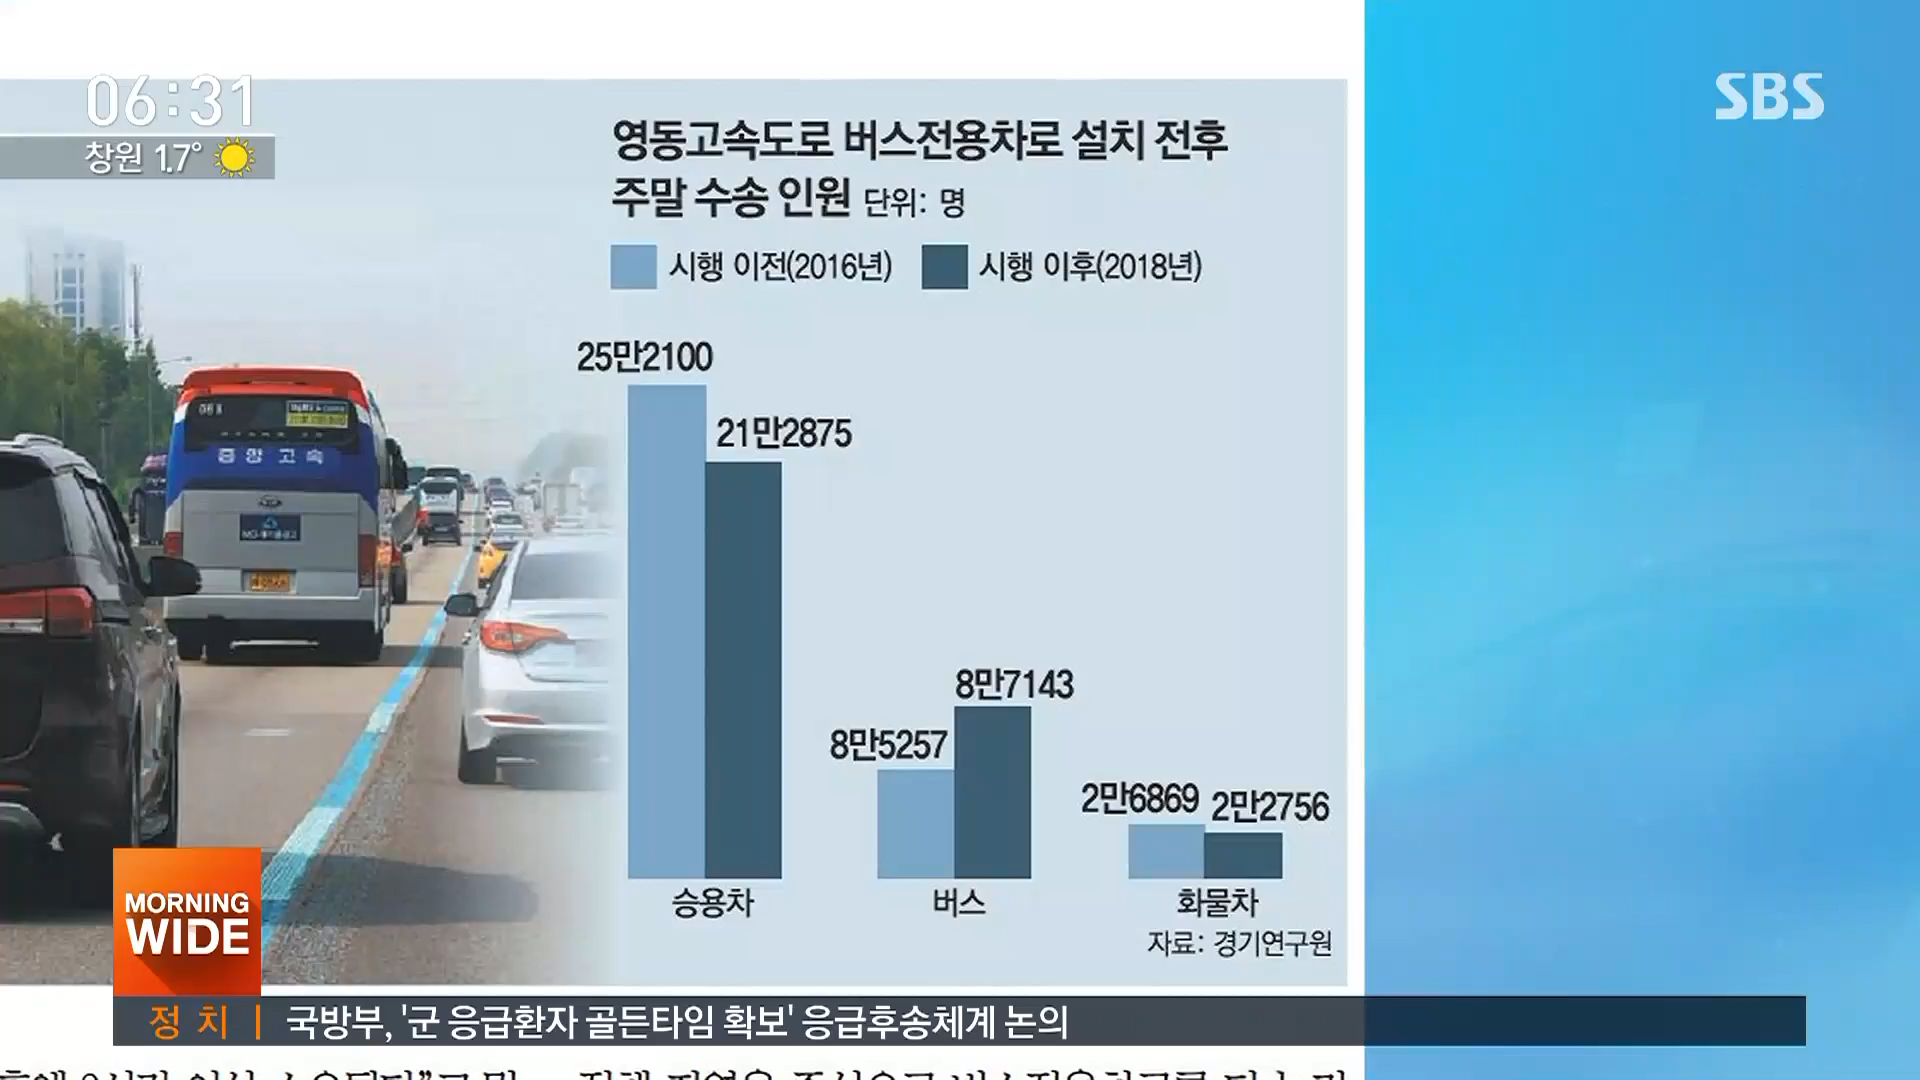 06:31
창원 1.7°
SBS
영동고속도로 버스전용차로 설치 전후
주말 수송 인원 단위: 명
시행 이전(2016년) 시행 이후(2018년)
25만2100
21만2875
8만5257
8만7143
2만6869
2만2756
승용차 버스 화물차
자료: 경기연구원
중앙고속
MORNING
WIDE
정치 | 국방부, '군 응급환자 골든타임 확보' 응급후송체계 논의